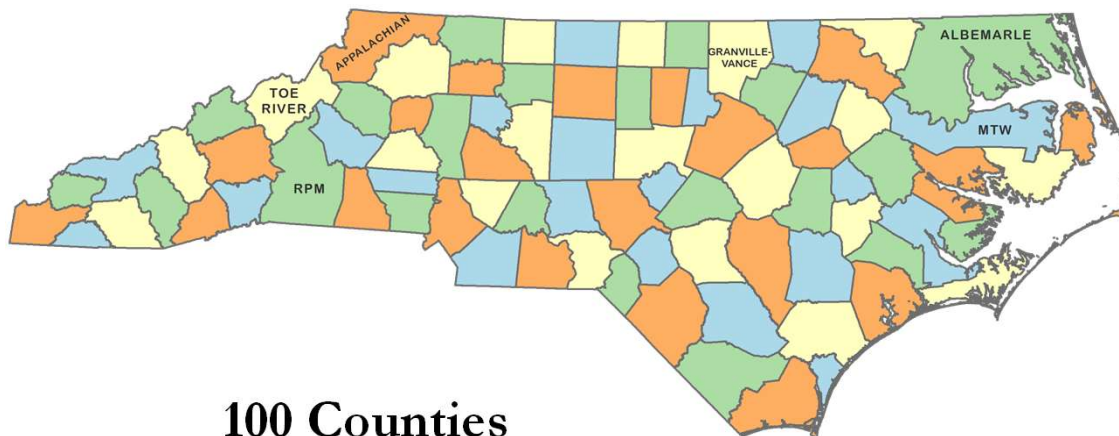 APPALACHIAN
TOE
RIVER
RPM
GRANVILLE-
VANCE
ALBEMARLE
MTW
100 Counties